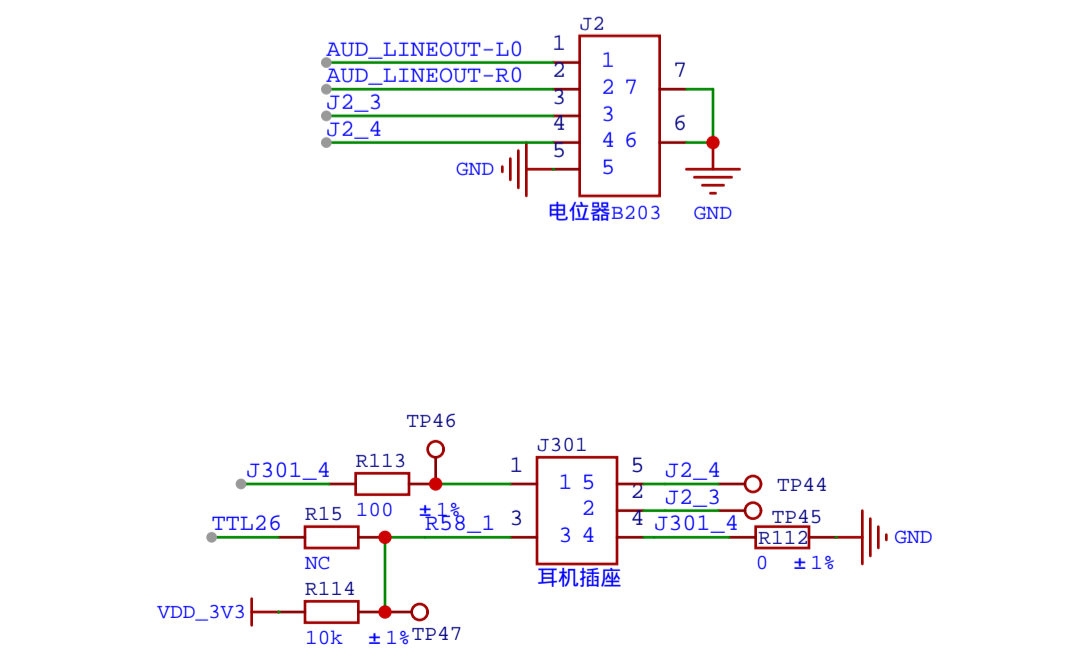 J2
AUD_LINEOUT-L0
1
AUD_LINEOUT-R0
2
J2_3
3
J2_4
4
5
1
2 7
3
4 6
5
7
6
GND
电位器B203
GND
TP46
J301
R113
J301_4
1
1 5
5
J2_4
TP44
100 ±1%
2
2
J2_3
TP45
R15
TTL26
R58_1
3
3 4
4
J301_4
R112
GND
NC
耳机插座
0 ±1%
R114
VDD_3V3
10k ±1%
TP47